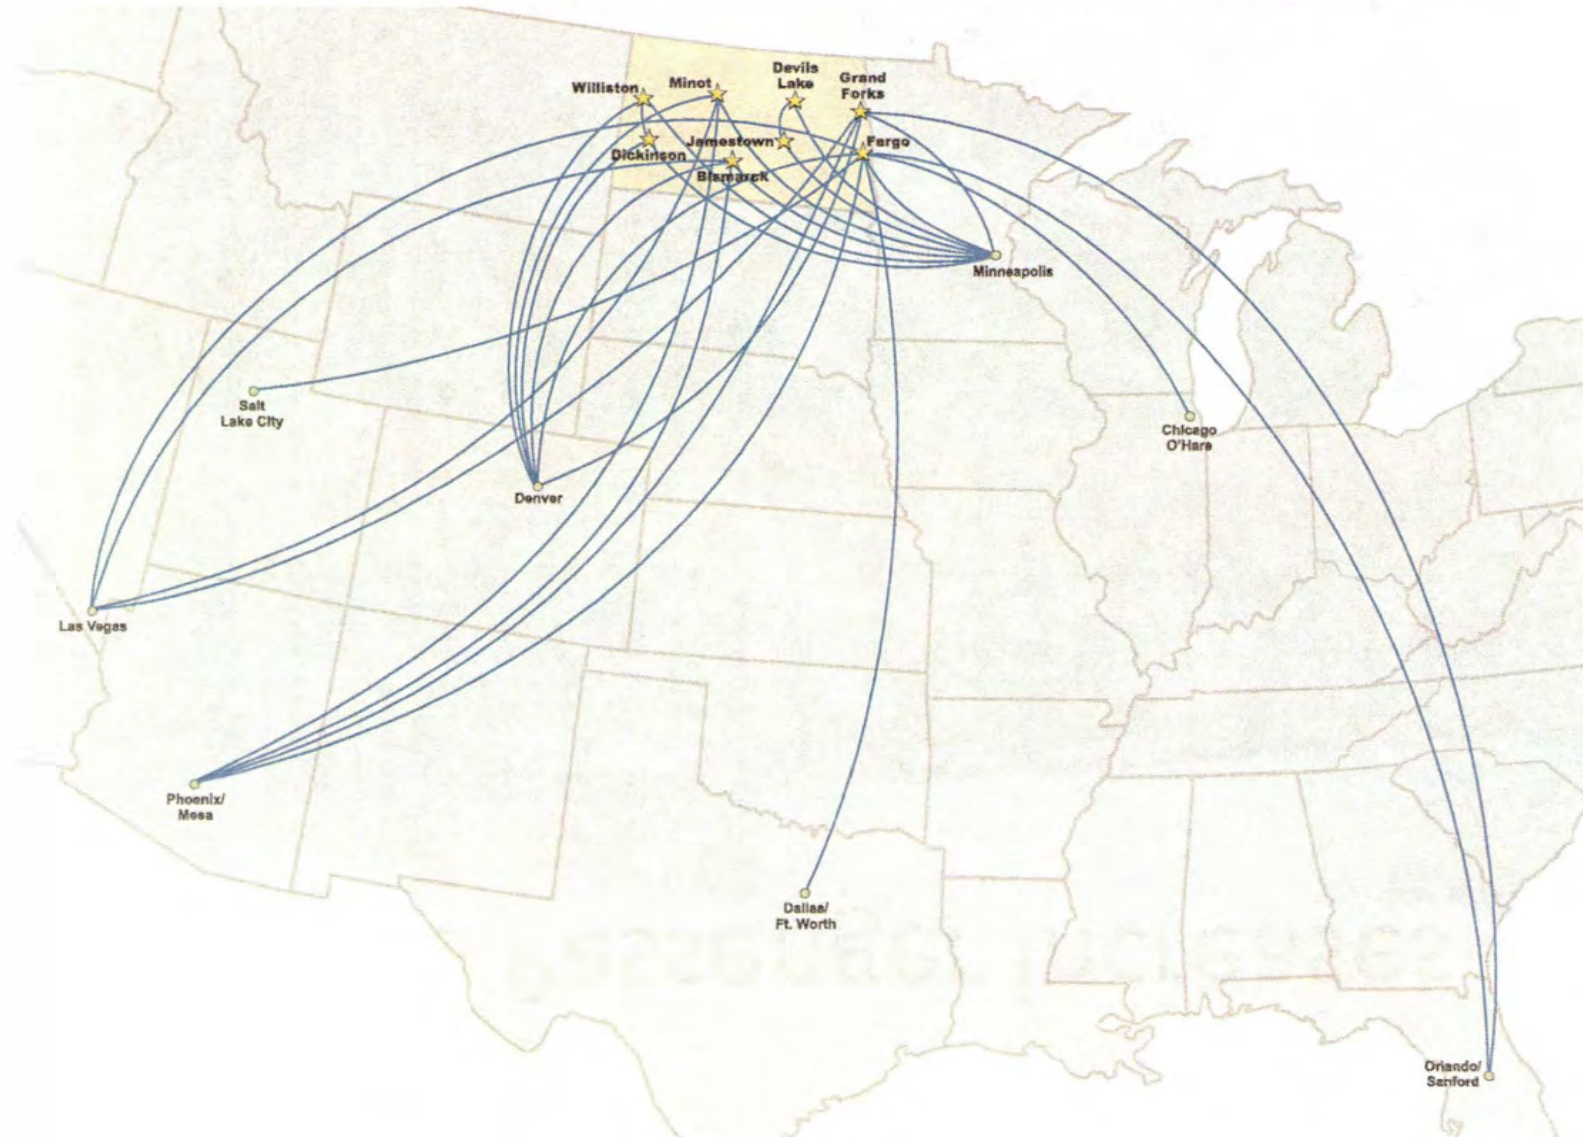 Williston
Minot
Devils
Lake
Grand
Forks
Dickinson
Jamestown
Bismarck
Fargo
Minneapolis
Salt
Lake City
Denver
Chicago
O'Hare
Las Vegas
Phoenix/
Mesa
Dallas/
Ft. Worth
Orlando/
Sanford